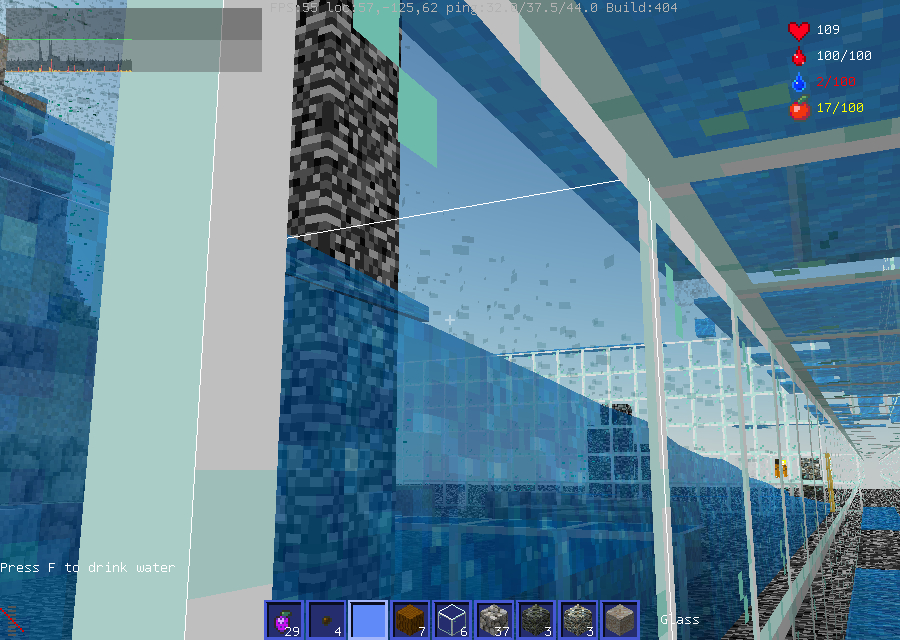 FPS:55 loc:57,-125,62 ping:32.0/37.5/44.0 Build:404
109
100/100
2/144
17/100
Press F to drink water
29 4 7 6 37 3 3
Glass